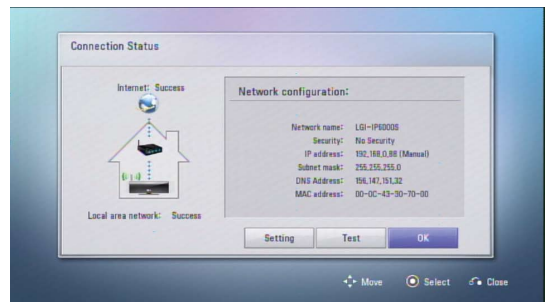 Connection Status
Internet: Success
Local area network: Success
Network configuration:
Network name: LGI-IP6000S
Security: No Security
IP address: 192,168,0,88 (Manual)
Subnet mask: 255,255,255,0
DNS Address: 156,147,151,32
MAC address: 00-0C-43-30-70-00
Setting
Test
OK
Move
Select
Close